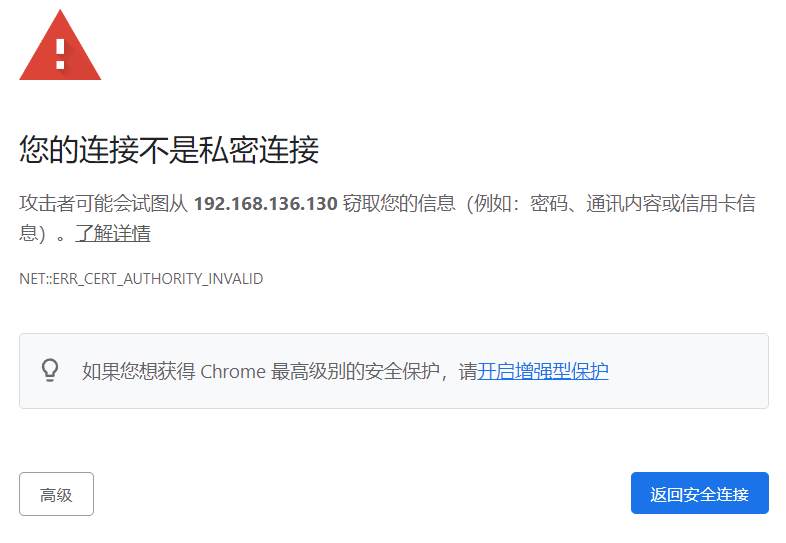 您的连接不是私密连接
攻击者可能会试图从 192.168.136.130 窃取您的信息（例如：密码、通讯内容或信用卡信
息）。了解详情
NET::ERR_CERT_AUTHORITY_INVALID
如果您想获得 Chrome 最高级别的安全保护，请开启增强型保护
高级
返回安全连接